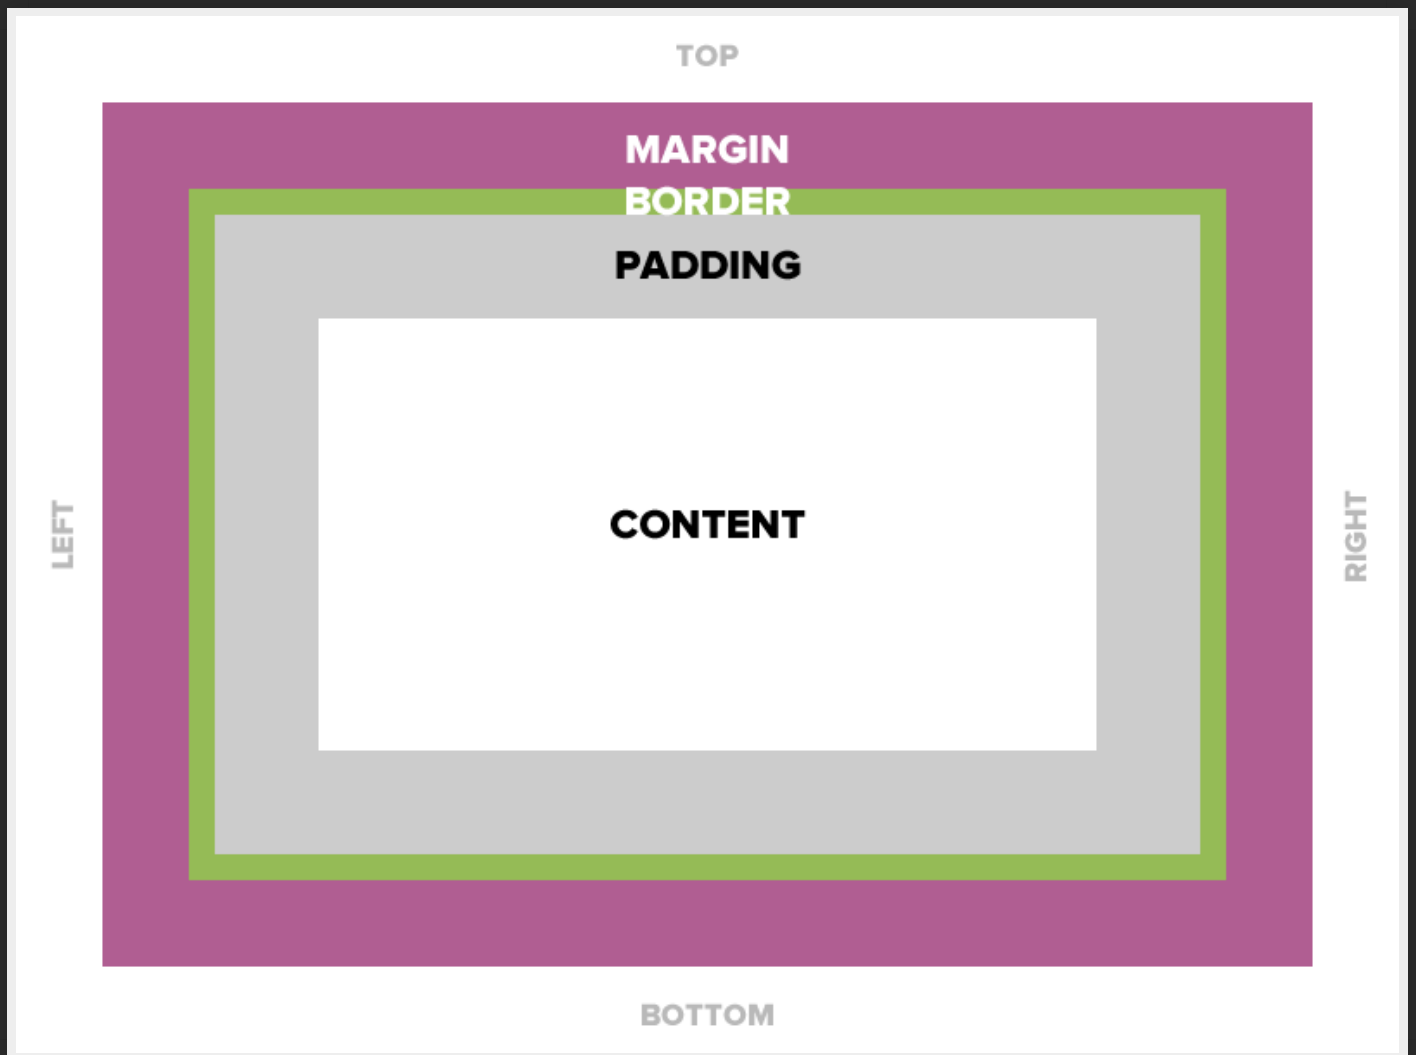 TOP
MARGIN
BORDER
PADDING
LEFT
CONTENT
RIGHT
BOTTOM